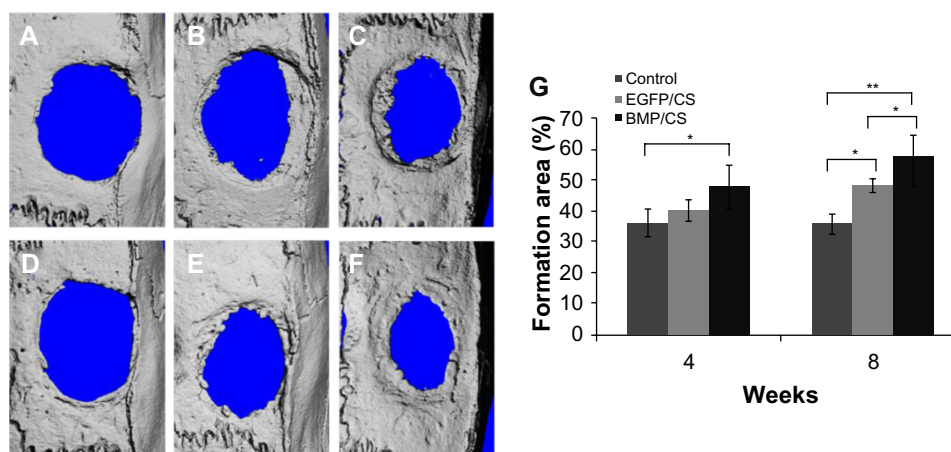 A
B
C
D
E
F
G
Control
EGFP/CS
BMP/CS
Formation area (%)
70
60
50
40
30
20
10
0
*
*
**
*
4
8
Weeks